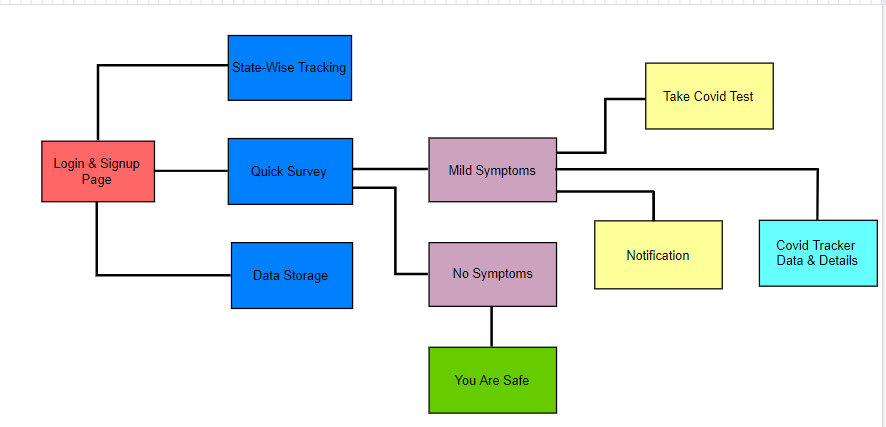 State-Wise Tracking
Take Covid Test
Login & Signup
Page
Quick Survey
Mild Symptoms
Notification
Covid Tracker
Data & Details
Data Storage
No Symptoms
You Are Safe